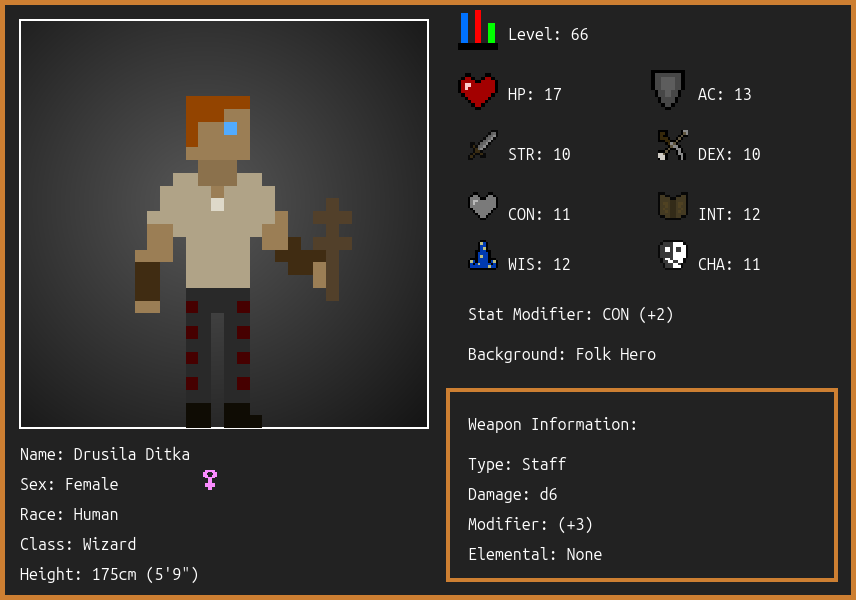 Level: 66
HP: 17
AC: 13
STR: 10
DEX: 10
CON: 11
INT: 12
WIS: 12
CHA: 11
Stat Modifier: CON (+2)
Background: Folk Hero
Weapon Information:
Type: Staff
Damage: d6
Modifier: (+3)
Elemental: None
Name: Drusila Ditka
Sex: Female
Race: Human
Class: Wizard
Height: 175cm (5'9")